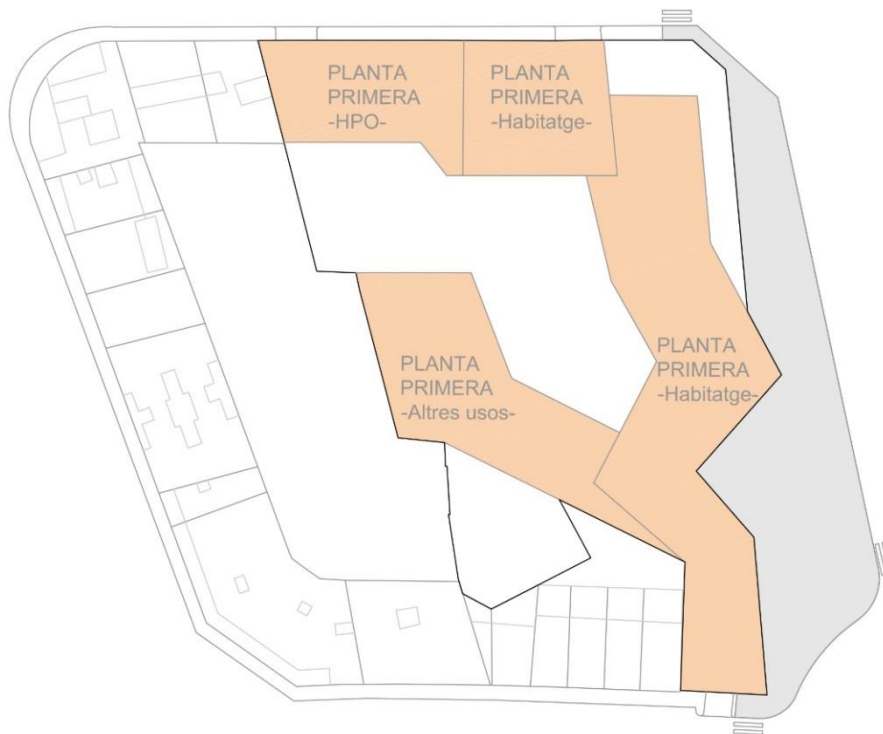 PLANTA
PRIMERA
-HPO-
PLANTA
PRIMERA
-Habitatge-
PLANTA
PRIMERA
-Altres usos-
PLANTA
PRIMERA
-Habitatge-